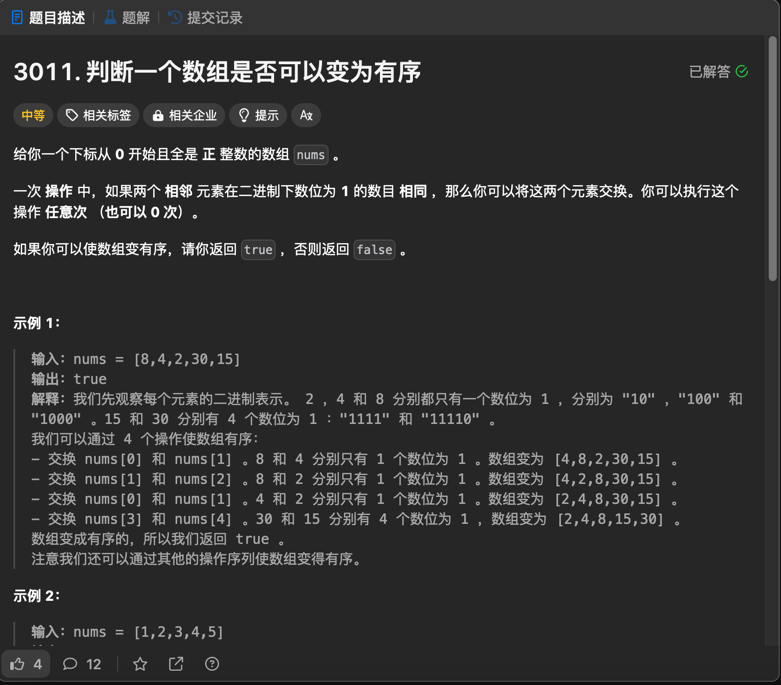 题目描述 题解 提交记录
3011. 判断一个数组是否可以变为有序 已解答
中等 相关标签 相关企业 提示 Ax
给你一个下标从 0 开始且全是 正 整数的数组 nums 。
一次 操作 中，如果两个 相邻 元素在二进制下数位为 1 的数目 相同 ，那么你可以将这两个元素交换。你可以执行这个
操作 任意次 （也可以 0 次）。
如果你可以使数组变有序，请你返回 true ，否则返回 false 。
示例 1：
输入：nums = [8,4,2,30,15]
输出：true
解释：我们先观察每个元素的二进制表示。 2 ，4 和 8 分别都只有一个数位为 1 ，分别为 "10" ，"100" 和
"1000" 。15 和 30 分别有 4 个数位为 1 ："1111" 和 "11110" 。
我们可以通过 4 个操作使数组有序：
- 交换 nums[0] 和 nums[1] 。8 和 4 分别只有 1 个数位为 1 。数组变为 [4,8,2,30,15] 。
- 交换 nums[1] 和 nums[2] 。8 和 2 分别只有 1 个数位为 1 。数组变为 [4,2,8,30,15] 。
- 交换 nums[0] 和 nums[1] 。4 和 2 分别只有 1 个数位为 1 。数组变为 [2,4,8,30,15] 。
- 交换 nums[3] 和 nums[4] 。30 和 15 分别有 4 个数位为 1 ，数组变为 [2,4,8,15,30] 。
数组变成有序的，所以我们返回 true 。
注意我们还可以通过其他的操作序列使数组变得有序。
示例 2：
输入：nums = [1,2,3,4,5]
4 12